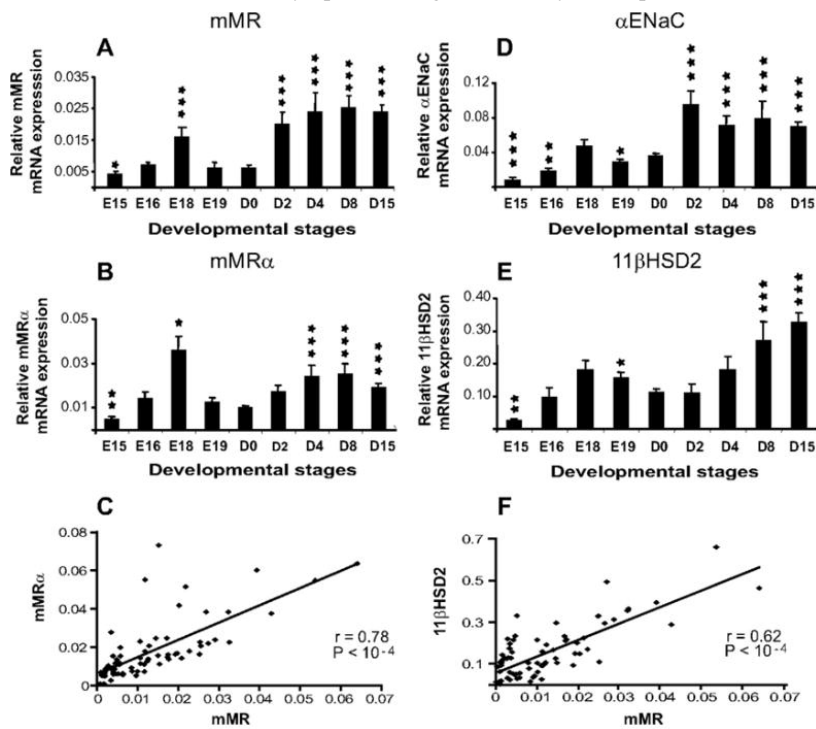 mMR
A
Relative mMR
mRNA expression
0.035
0.025
0.015
0.005
E15 E16 E18 E19 D0 D2 D4 D8 D15
Developmental stages
αENaC
D
Relative αENaC
mRNA expression
0.12
0.08
0.04
E15 E16 E18 E19 D0 D2 D4 D8 D15
Developmental stages
mMRα
B
Relative mMRα
mRNA expression
0.05
0.03
0.01
E15 E16 E18 E19 D0 D2 D4 D8 D15
Developmental stages
11βHSD2
E
Relative 11βHSD2
mRNA expression
0.40
0.30
0.20
0.10
E15 E16 E18 E19 D0 D2 D4 D8 D15
Developmental stages
C
mMRα
0.08
0.06
0.04
0.02
0
r = 0.78
P < 10-4
0 0.01 0.02 0.03 0.04 0.05 0.06 0.07
mMR
F
11βHSD2
0.7
0.5
0.3
0.1
r = 0.62
P < 10-4
0 0.01 0.02 0.03 0.04 0.05 0.06 0.07
mMR